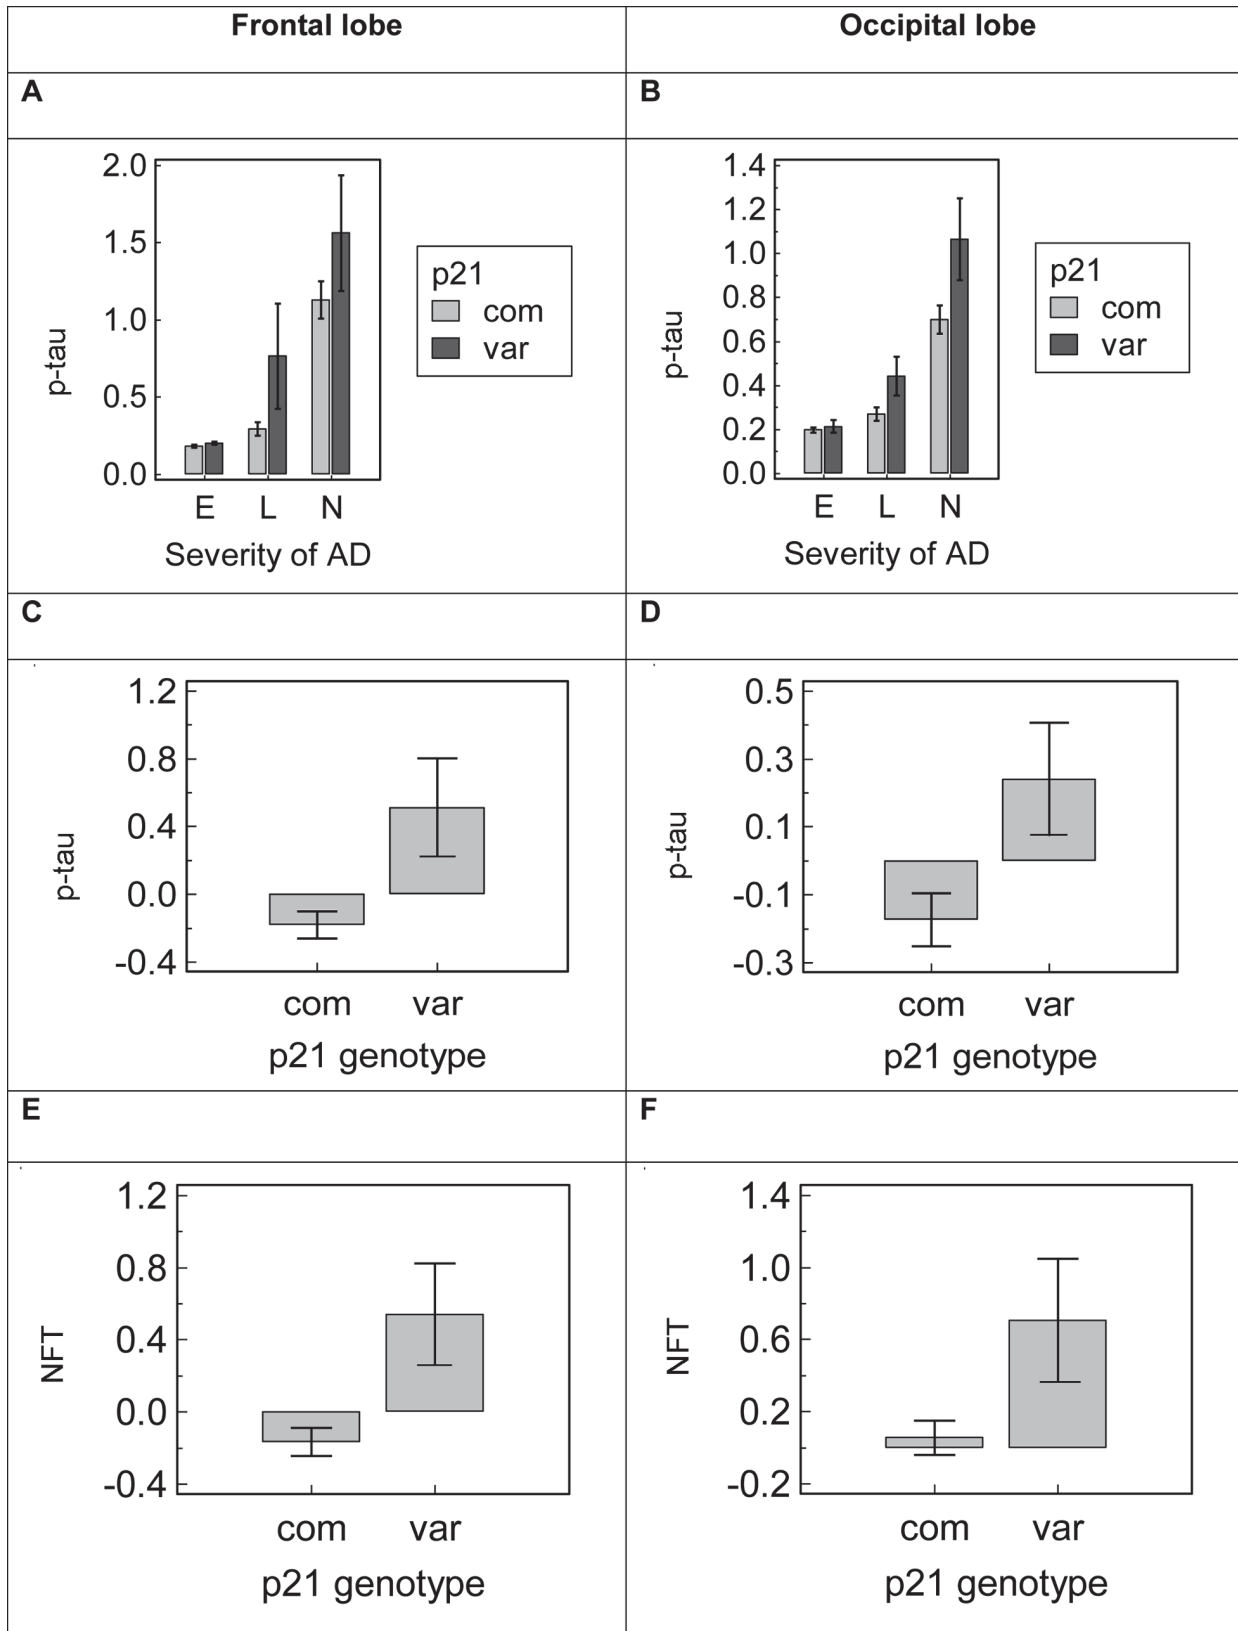 Frontal lobe
Occipital lobe
A
B
2.0
1.5
1.0
0.5
0.0
p-tau
E L N
Severity of AD
p21
com
var
1.4
1.2
1.0
0.8
0.6
0.4
0.2
0.0
p-tau
E L N
Severity of AD
p21
com
var
C
D
1.2
0.8
0.4
0.0
-0.4
p-tau
com var
p21 genotype
0.5
0.3
0.1
-0.1
-0.3
p-tau
com var
p21 genotype
E
F
1.2
0.8
0.4
0.0
-0.4
NFT
com var
p21 genotype
1.4
1.0
0.6
0.2
-0.2
NFT
com var
p21 genotype